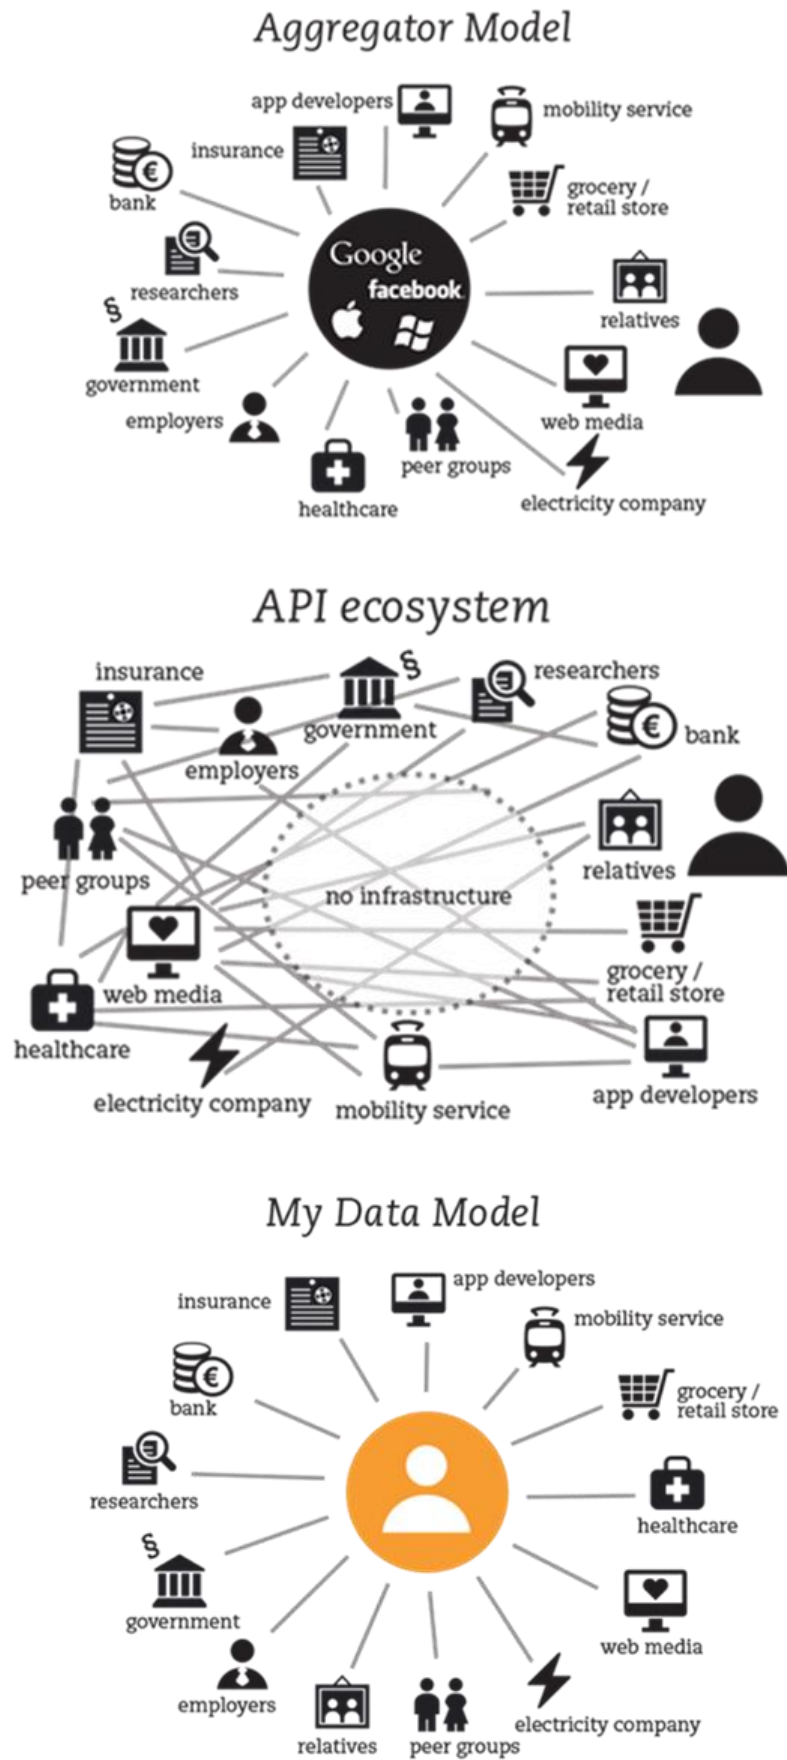 Aggregator Model
app developers
mobility service
insurance
grocery /
retail store
bank
Google
facebook
researchers
§
relatives
government
web media
employers
peer groups
electricity company
healthcare
API ecosystem
insurance
§
researchers
government
€
bank
employers
relatives
peer groups
no infrastructure
grocery /
retail store
web media
healthcare
app developers
electricity company
mobility service
My Data Model
app developers
insurance
mobility service
€
bank
grocery /
retail store
researchers
healthcare
§
government
web media
employers
electricity company
relatives
peer groups